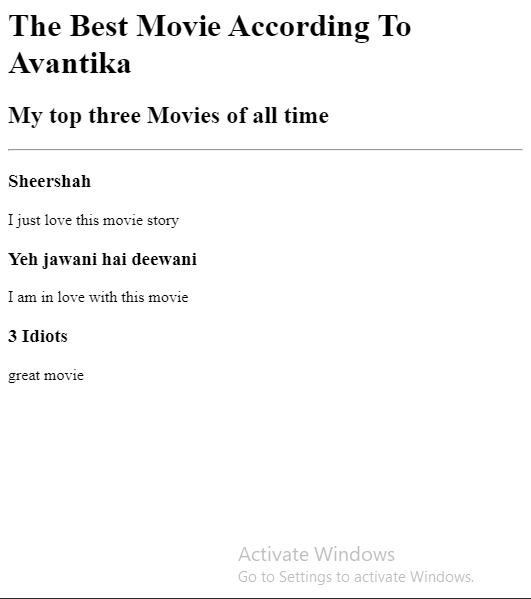 The Best Movie According To
Avantika
My top three Movies of all time
Sheershah
I just love this movie story
Yeh jawani hai deewani
I am in love with this movie
3 Idiots
great movie
Activate Windows
Go to Settings to activate Windows.